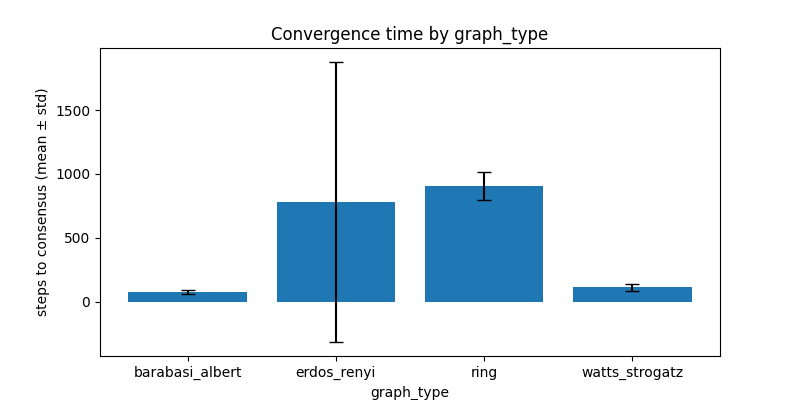 Convergence time by graph_type
steps to consensus (mean ± std)
1500
1000
500
0
barabasi_albert
erdos_renyi
ring
watts_strogatz
graph_type